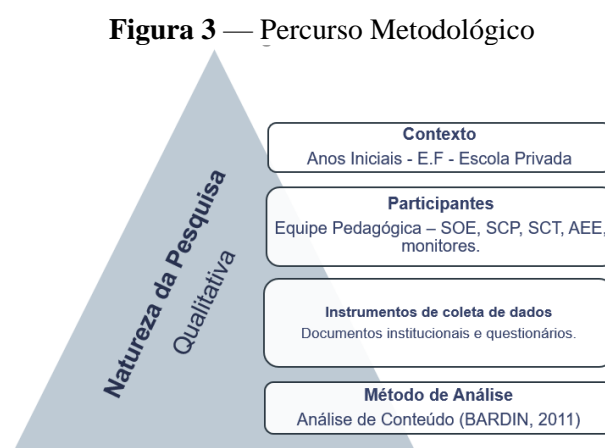 Figura 3 — Percurso Metodológico
Natureza da Pesquisa
Qualitativa
Contexto
Anos Iniciais - E.F - Escola Privada
Participantes
Equipe Pedagógica – SOE, SCP, SCT, AEE,
monitores.
Instrumentos de coleta de dados
Documentos institucionais e questionários.
Método de Análise
Análise de Conteúdo (BARDIN, 2011)